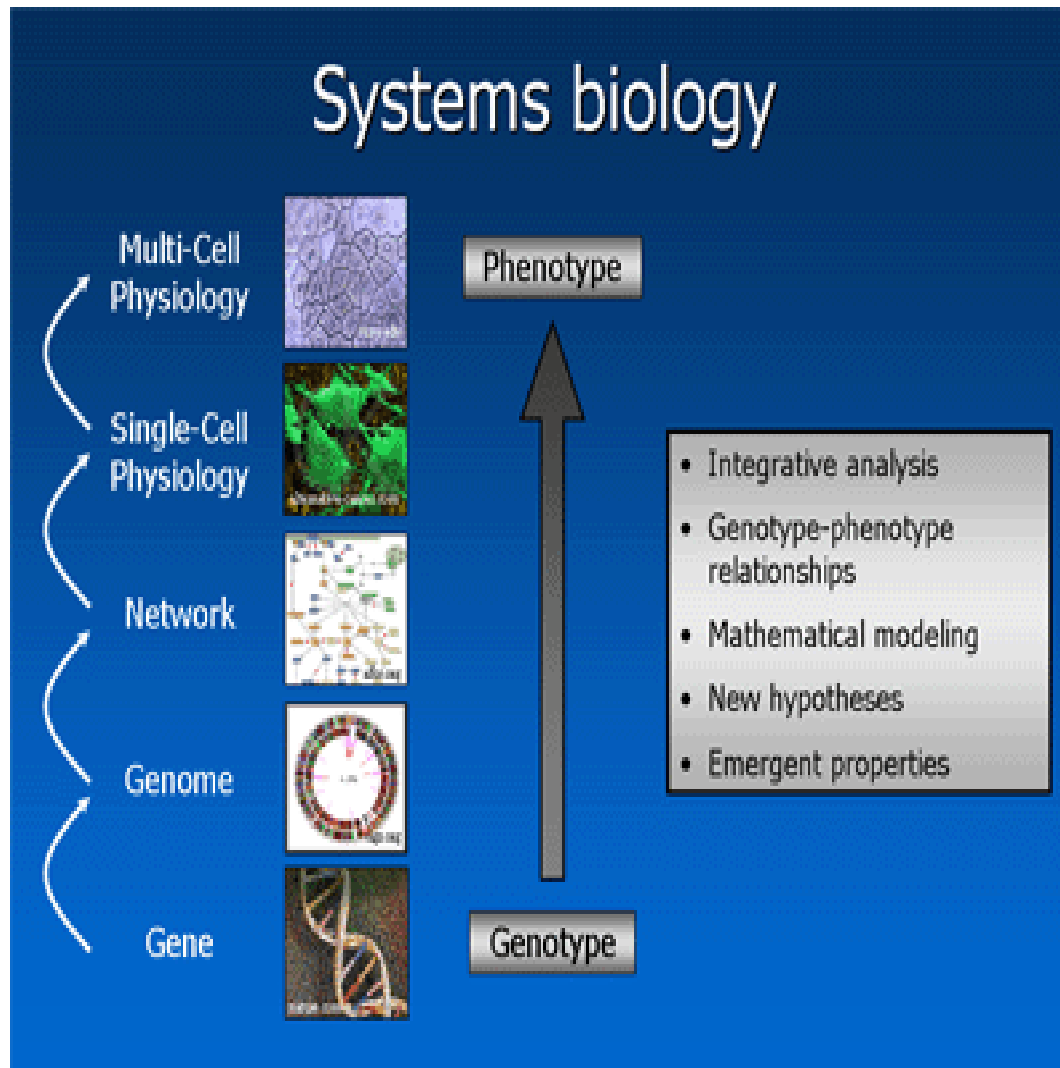 Systems biology
Multi-Cell
Physiology
Phenotype
Single-Cell
Physiology
• Integrative analysis
• Genotype-phenotype
relationships
• Mathematical modeling
• New hypotheses
• Emergent properties
Network
Genome
Gene
Genotype